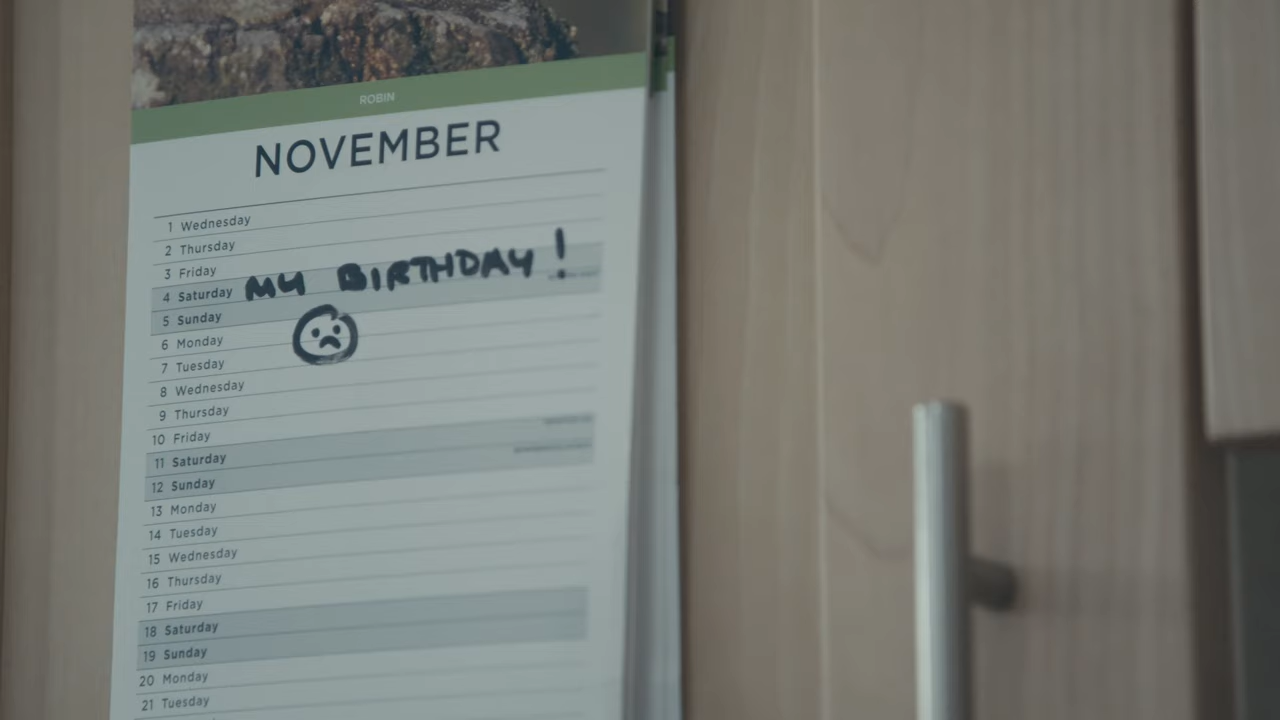 ROBIN
NOVEMBER
1 Wednesday
2 Thursday
3 Friday
4 Saturday MY BIRTHDAY!
5 Sunday
6 Monday
7 Tuesday
8 Wednesday
9 Thursday
10 Friday
11 Saturday
12 Sunday
13 Monday
14 Tuesday
15 Wednesday
16 Thursday
17 Friday
18 Saturday
19 Sunday
20 Monday
21 Tuesday